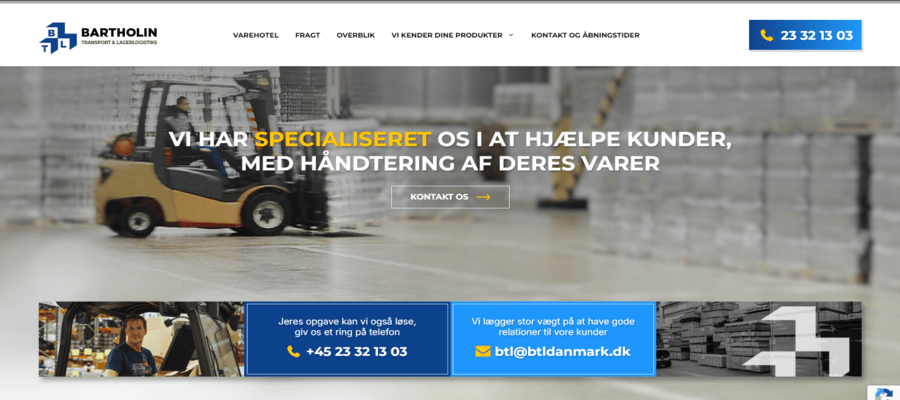 BTL
BARTHOLIN
TRANSPORT & LAGERLOGISTIKS
VAREHOTEL FRAGT OVERBLIK VI KENDER DINE PRODUKTER KONTAKT OG ÅBNINGSTIDER
23 32 13 03
VI HAR SPECIALISERET OS I AT HJÆLPE KUNDER,
MED HÅNDTERING AF DERES VARER
KONTAKT OS
Jeres opgave kan vi også løse,
giv os et ring på telefon
+45 23 32 13 03
Vi lægger stor vægt på at have gode
relationer til vore kunder
btl@btldanmark.dk